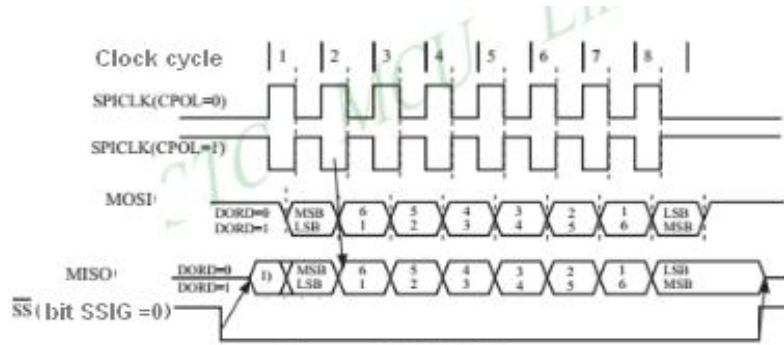 Clock cycle 1 2 3 4 5 6 7 8
SPICLK(CPOL=0)
SPICLK(CPOL=1)
MOSI
DORD=0 MSB 6 5 4 3 2 1 LSB
DORD=1 LSB 1 2 3 4 5 6 MSB
MISO
DORD=0 1) MSB 6 5 4 3 2 1 LSB
DORD=1 LSB 1 2 3 4 5 6 MSB
SS(bit SSIG =0)
MCU